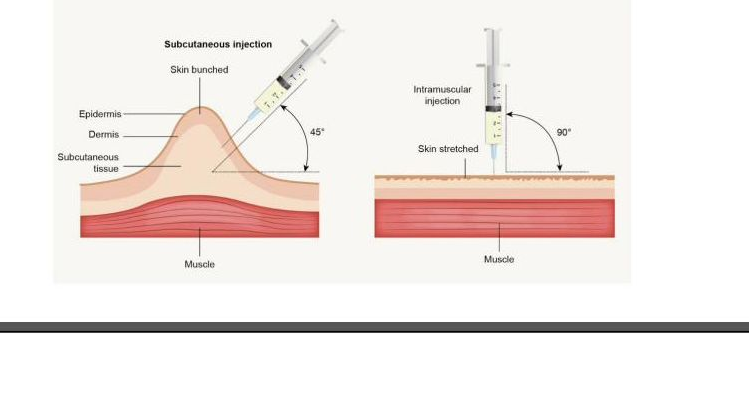 Subcutaneous injection
Skin bunched
Epidermis
Dermis
Subcutaneous
tissue
45°
Muscle
Intramuscular
injection
90°
Skin stretched
Muscle